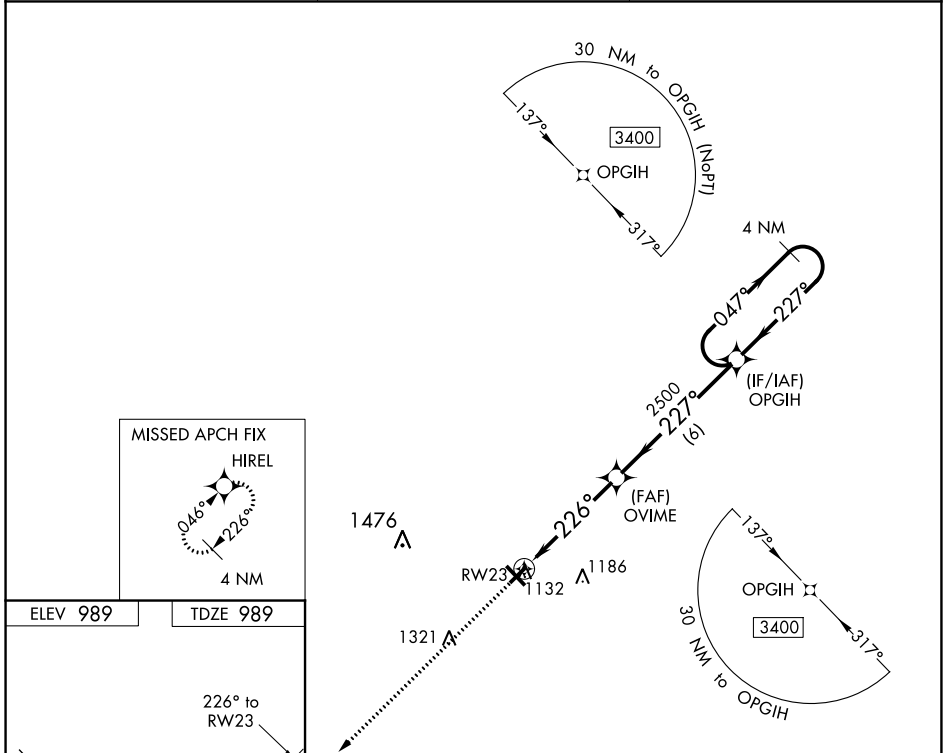 30 NM to OPGIH (NoPT)
137°
3400
OPGIH
317°
4 NM
047°
227°
(IF/IAF)
OPGIH
2500
227°
(6)
MISSED APCH FIX
HIREL
046°
226°
4 NM
(FAF)
OVIME
226°
1476
RW23
1132
1186
137°
OPGIH
3400
317°
30 NM to OPGIH
1321
ELEV 989
TDZE 989
226° to
RW23